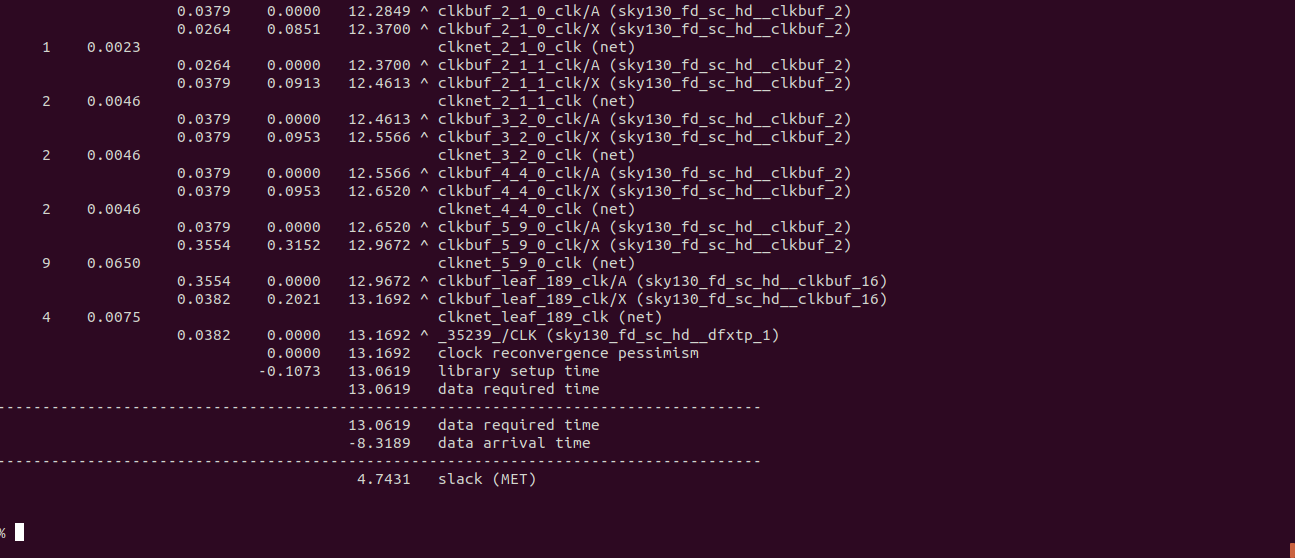 0.0379 0.0000 12.2849 ^ clkbuf_2_1_0_clk/A (sky130_fd_sc_hd__clkbuf_2)
0.0264 0.0851 12.3700 ^ clkbuf_2_1_0_clk/X (sky130_fd_sc_hd__clkbuf_2)
1 0.0023 clknet_2_1_0_clk (net)
0.0264 0.0000 12.3700 ^ clkbuf_2_1_1_clk/A (sky130_fd_sc_hd__clkbuf_2)
0.0379 0.0913 12.4613 ^ clkbuf_2_1_1_clk/X (sky130_fd_sc_hd__clkbuf_2)
2 0.0046 clknet_2_1_1_clk (net)
0.0379 0.0000 12.4613 ^ clkbuf_3_2_0_clk/A (sky130_fd_sc_hd__clkbuf_2)
0.0379 0.0953 12.5566 ^ clkbuf_3_2_0_clk/X (sky130_fd_sc_hd__clkbuf_2)
2 0.0046 clknet_3_2_0_clk (net)
0.0379 0.0000 12.5566 ^ clkbuf_4_4_0_clk/A (sky130_fd_sc_hd__clkbuf_2)
0.0379 0.0953 12.6520 ^ clkbuf_4_4_0_clk/X (sky130_fd_sc_hd__clkbuf_2)
2 0.0046 clknet_4_4_0_clk (net)
0.0379 0.0000 12.6520 ^ clkbuf_5_9_0_clk/A (sky130_fd_sc_hd__clkbuf_2)
0.3554 0.3152 12.9672 ^ clkbuf_5_9_0_clk/X (sky130_fd_sc_hd__clkbuf_2)
9 0.0650 clknet_5_9_0_clk (net)
0.3554 0.0000 12.9672 ^ clkbuf_leaf_189_clk/A (sky130_fd_sc_hd__clkbuf_16)
0.0382 0.2021 13.1692 ^ clkbuf_leaf_189_clk/X (sky130_fd_sc_hd__clkbuf_16)
4 0.0075 clknet_leaf_189_clk (net)
0.0382 0.0000 13.1692 ^ _35239_/CLK (sky130_fd_sc_hd__dfxtp_1)
0.0000 13.1692 clock reconvergence pessimism
-0.1073 13.0619 library setup time
13.0619 data required time
-------------------------------------------------------------------------------------
13.0619 data required time
-8.3189 data arrival time
-------------------------------------------------------------------------------------
4.7431 slack (MET)
%